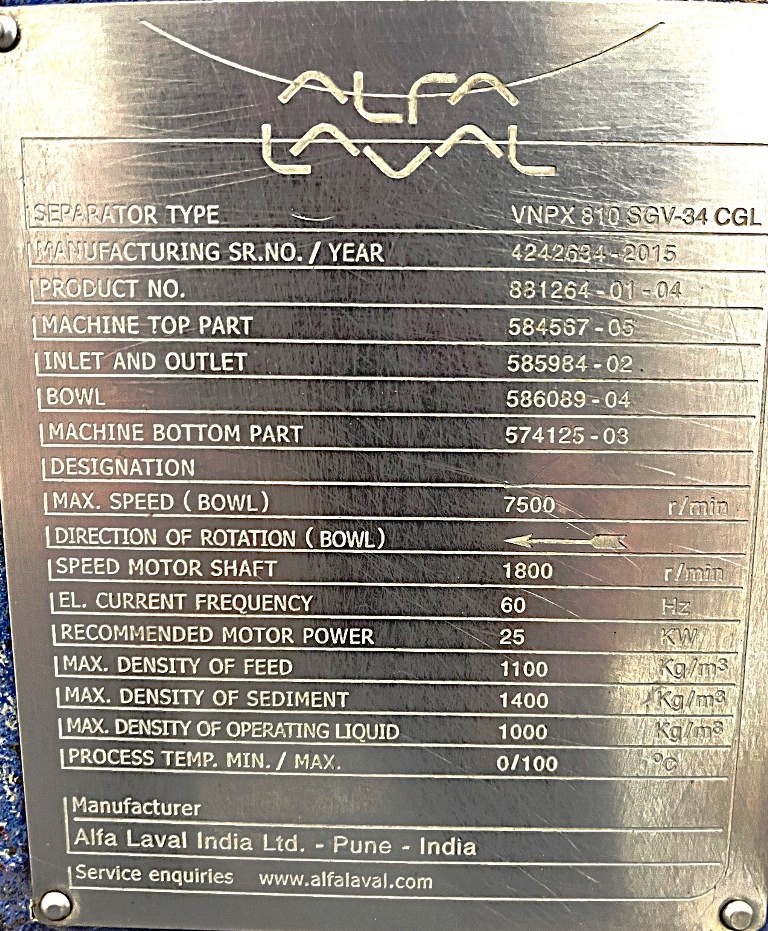 ALFA
LAVAL
SEPARATOR TYPE VNPX 810 SGV-34 CGL
MANUFACTURING SR.NO. / YEAR 4242634-2015
PRODUCT NO. 881264-01-04
MACHINE TOP PART 584567-05
INLET AND OUTLET 585984-02
BOWL 586089-04
MACHINE BOTTOM PART 574125-03
DESIGNATION
MAX. SPEED (BOWL) 7500 r/min
DIRECTION OF ROTATION (BOWL)
SPEED MOTOR SHAFT 1800 r/min
EL. CURRENT FREQUENCY 60 Hz
RECOMMENDED MOTOR POWER 25 KW
MAX. DENSITY OF FEED 1100 Kg/m³
MAX. DENSITY OF SEDIMENT 1400 Kg/m³
MAX. DENSITY OF OPERATING LIQUID 1000 Kg/m³
PROCESS TEMP. MIN. / MAX. 0/100 °C
Manufacturer
Alfa Laval India Ltd. - Pune - India
Service enquiries www.alfalaval.com